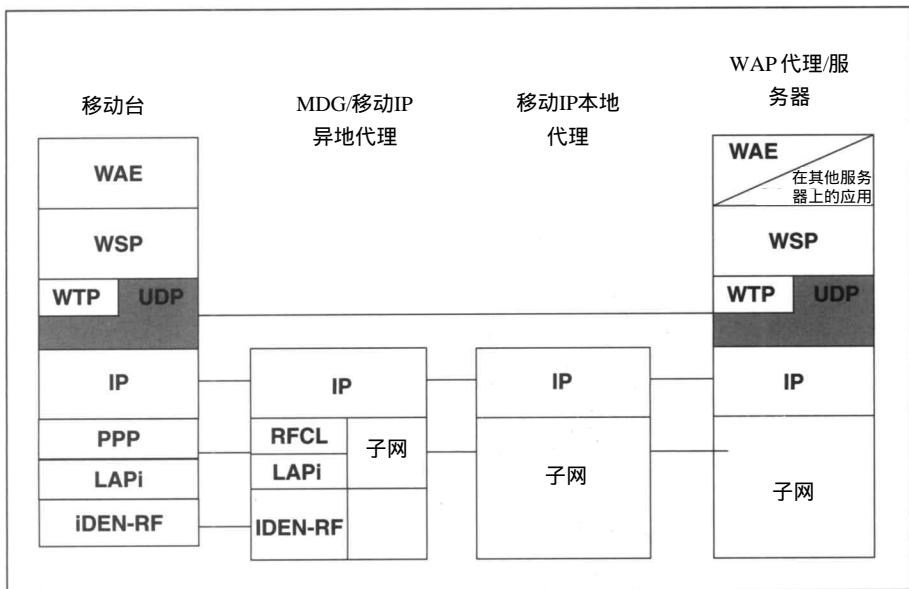 移动台
MDG/移动IP
异地代理
移动IP本地
代理
WAP 代理/服
务器
WAE
WSP
WTP
UDP
IP
PPP
LAPi
iDEN-RF
IP
RFCL
子网
LAPi
IDEN-RF
IP
子网
WAE
在其他服务
器上的应用
WSP
WTP
UDP
IP
子网